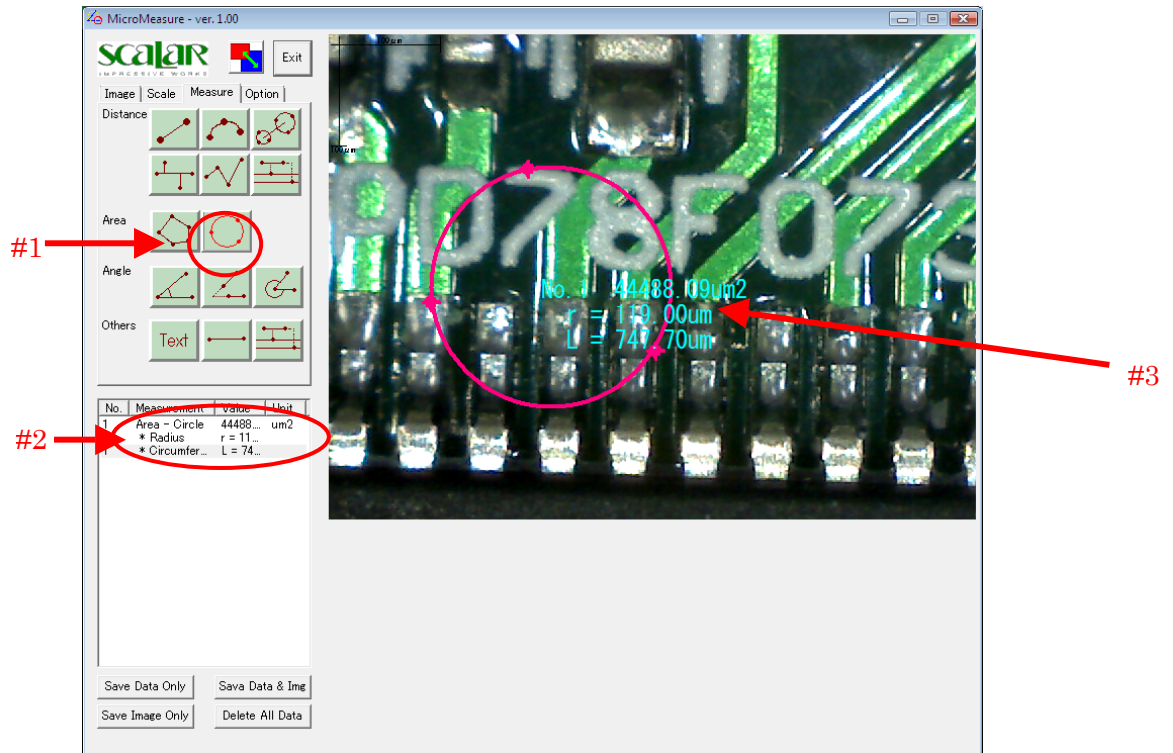 MicroMeasure - ver. 1.00
scalar
IMPRESSIVE WORKS
Exit
Image Scale Measure Option
Distance
Area
#1
Angle
Others
Text
No. Measurement Value Unit
1 Area - Circle 44488... um2
* Radius r = 11...
* Circumfer... L = 74...
#2
Save Data Only Sava Data & Img
Save Image Only Delete All Data
100μm
100μm
PD78F073
No. 1 44488.09um2
r = 119.00um
L = 747.70um
#3